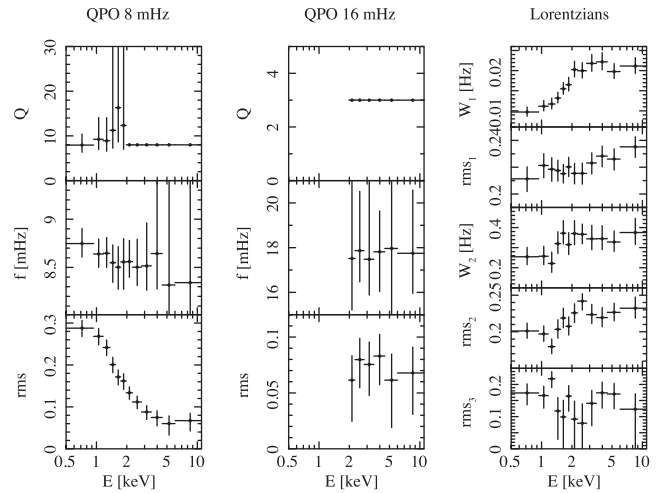 QPO 8 mHz
QPO 16 mHz
Lorentzians
Q
0 10 20 30
f [mHz]
8.5 9
rms
0 0.1 0.2 0.3
0.5 1 2 5 10
E [keV]
Q
0 2 4
f [mHz]
16 18 20
rms
0 0.05 0.1
0.5 1 2 5 10
E [keV]
W1 [Hz]
0.01 0.02
rms1
0.2 0.24
W2 [Hz]
0.2 0.4
rms2
0.2 0.25
rms3
0 0.1 0.2
0.5 1 2 5 10
E [keV]